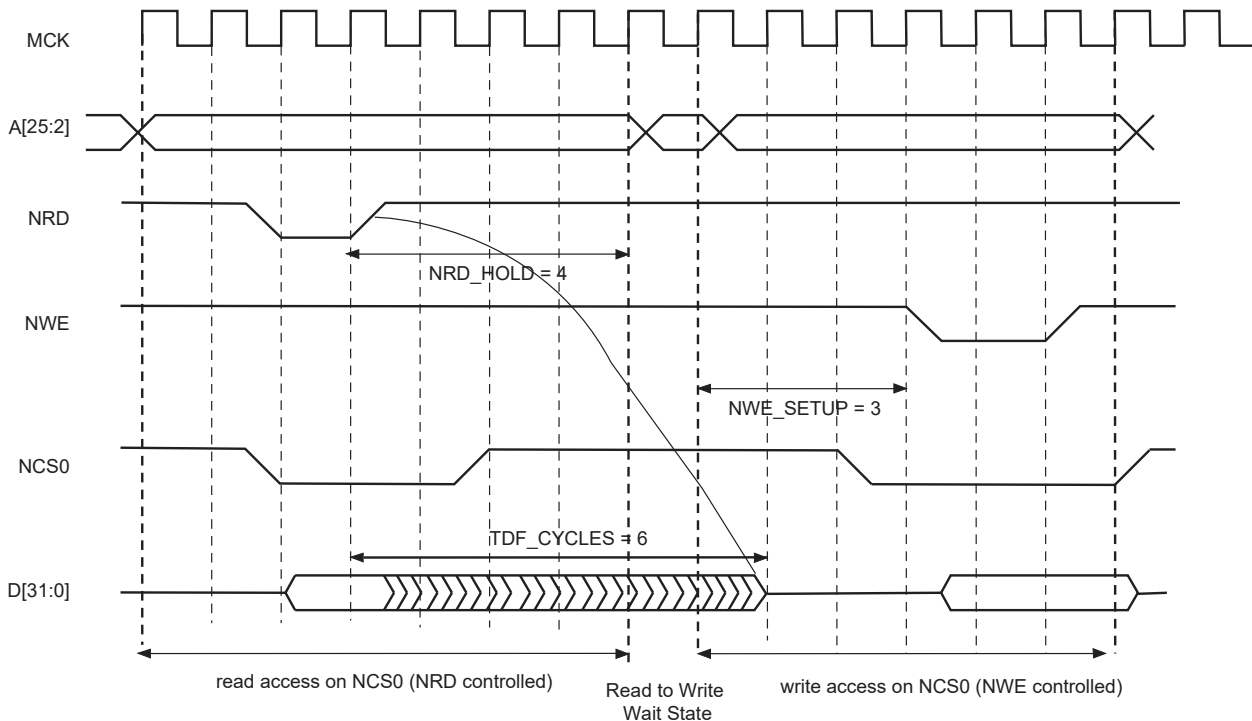 MCK
A[25:2]
NRD
NRD_HOLD = 4
NWE
NWE_SETUP = 3
NCS0
TDF_CYCLES = 6
D[31:0]
read access on NCS0 (NRD controlled)
Read to Write
Wait State
write access on NCS0 (NWE controlled)